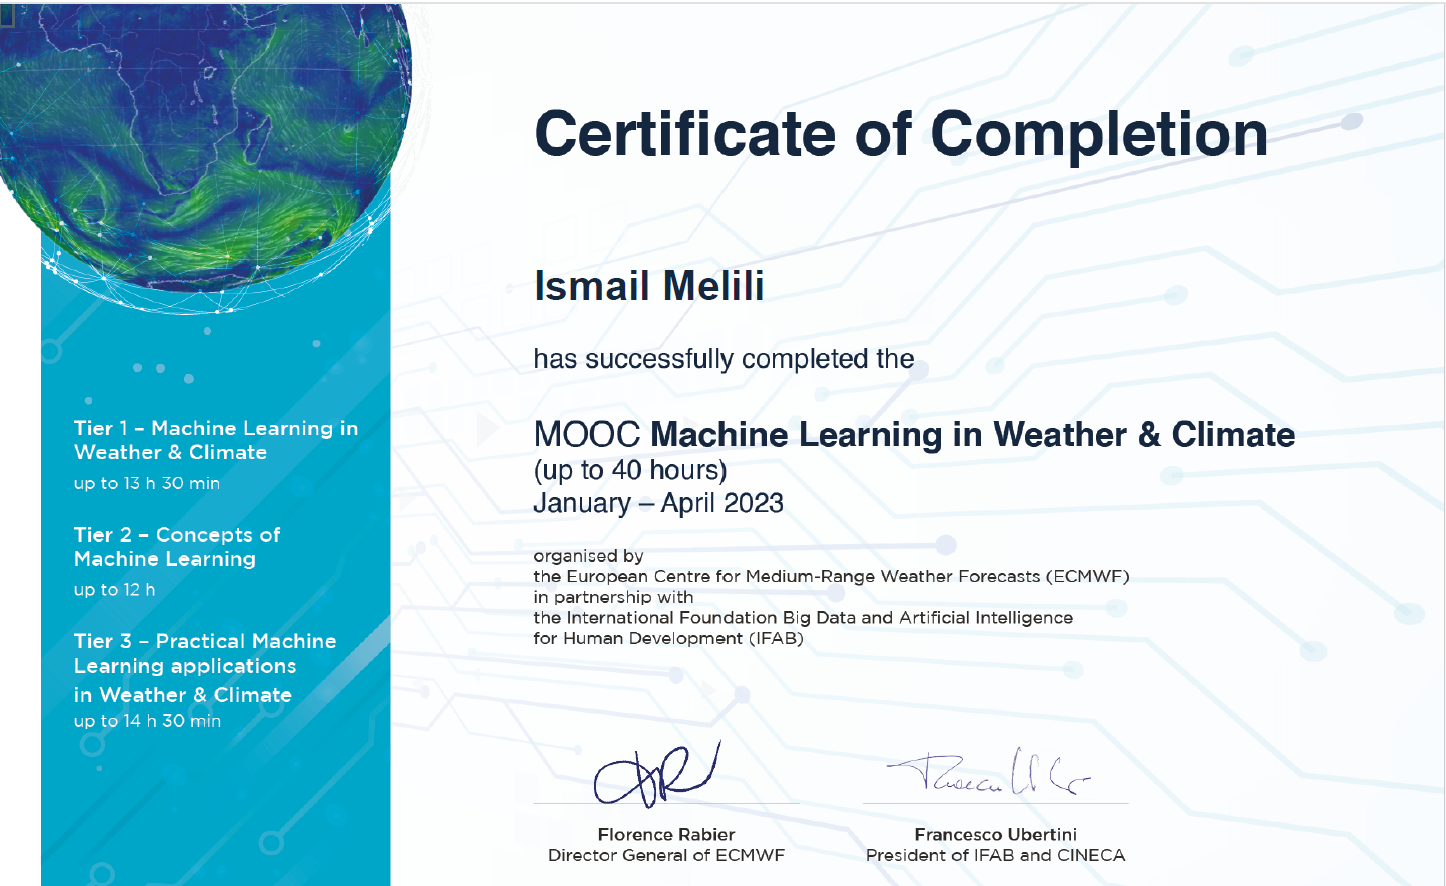 Certificate of Completion
Ismail Melili
has successfully completed the
MOOC Machine Learning in Weather & Climate
(up to 40 hours)
January – April 2023
organised by
the European Centre for Medium-Range Weather Forecasts (ECMWF)
in partnership with
the International Foundation Big Data and Artificial Intelligence
for Human Development (IFAB)
Florence Rabier
Director General of ECMWF
Francesco Ubertini
President of IFAB and CINECA
Tier 1 – Machine Learning in
Weather & Climate
up to 13 h 30 min
Tier 2 – Concepts of
Machine Learning
up to 12 h
Tier 3 – Practical Machine
Learning applications
in Weather & Climate
up to 14 h 30 min